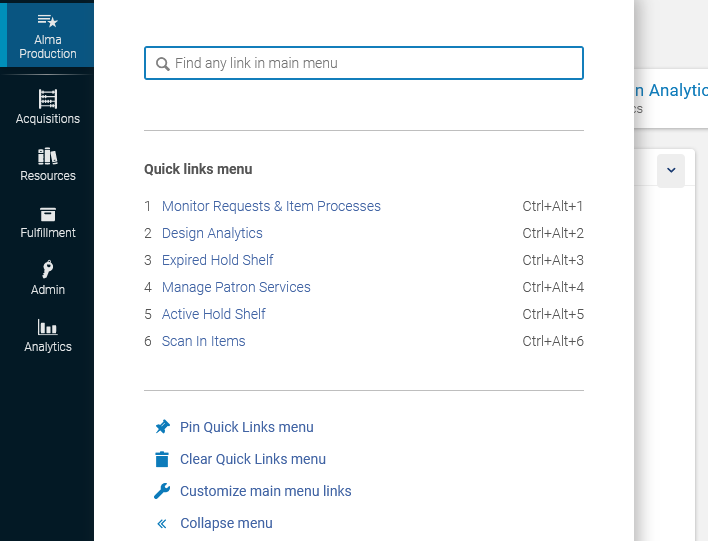 Alma
Production
Acquisitions
Resources
Fulfillment
Admin
Analytics
Find any link in main menu
Quick links menu
1 Monitor Requests & Item Processes Ctrl+Alt+1
2 Design Analytics Ctrl+Alt+2
3 Expired Hold Shelf Ctrl+Alt+3
4 Manage Patron Services Ctrl+Alt+4
5 Active Hold Shelf Ctrl+Alt+5
6 Scan In Items Ctrl+Alt+6
Pin Quick Links menu
Clear Quick Links menu
Customize main menu links
Collapse menu
n Analytic
cs